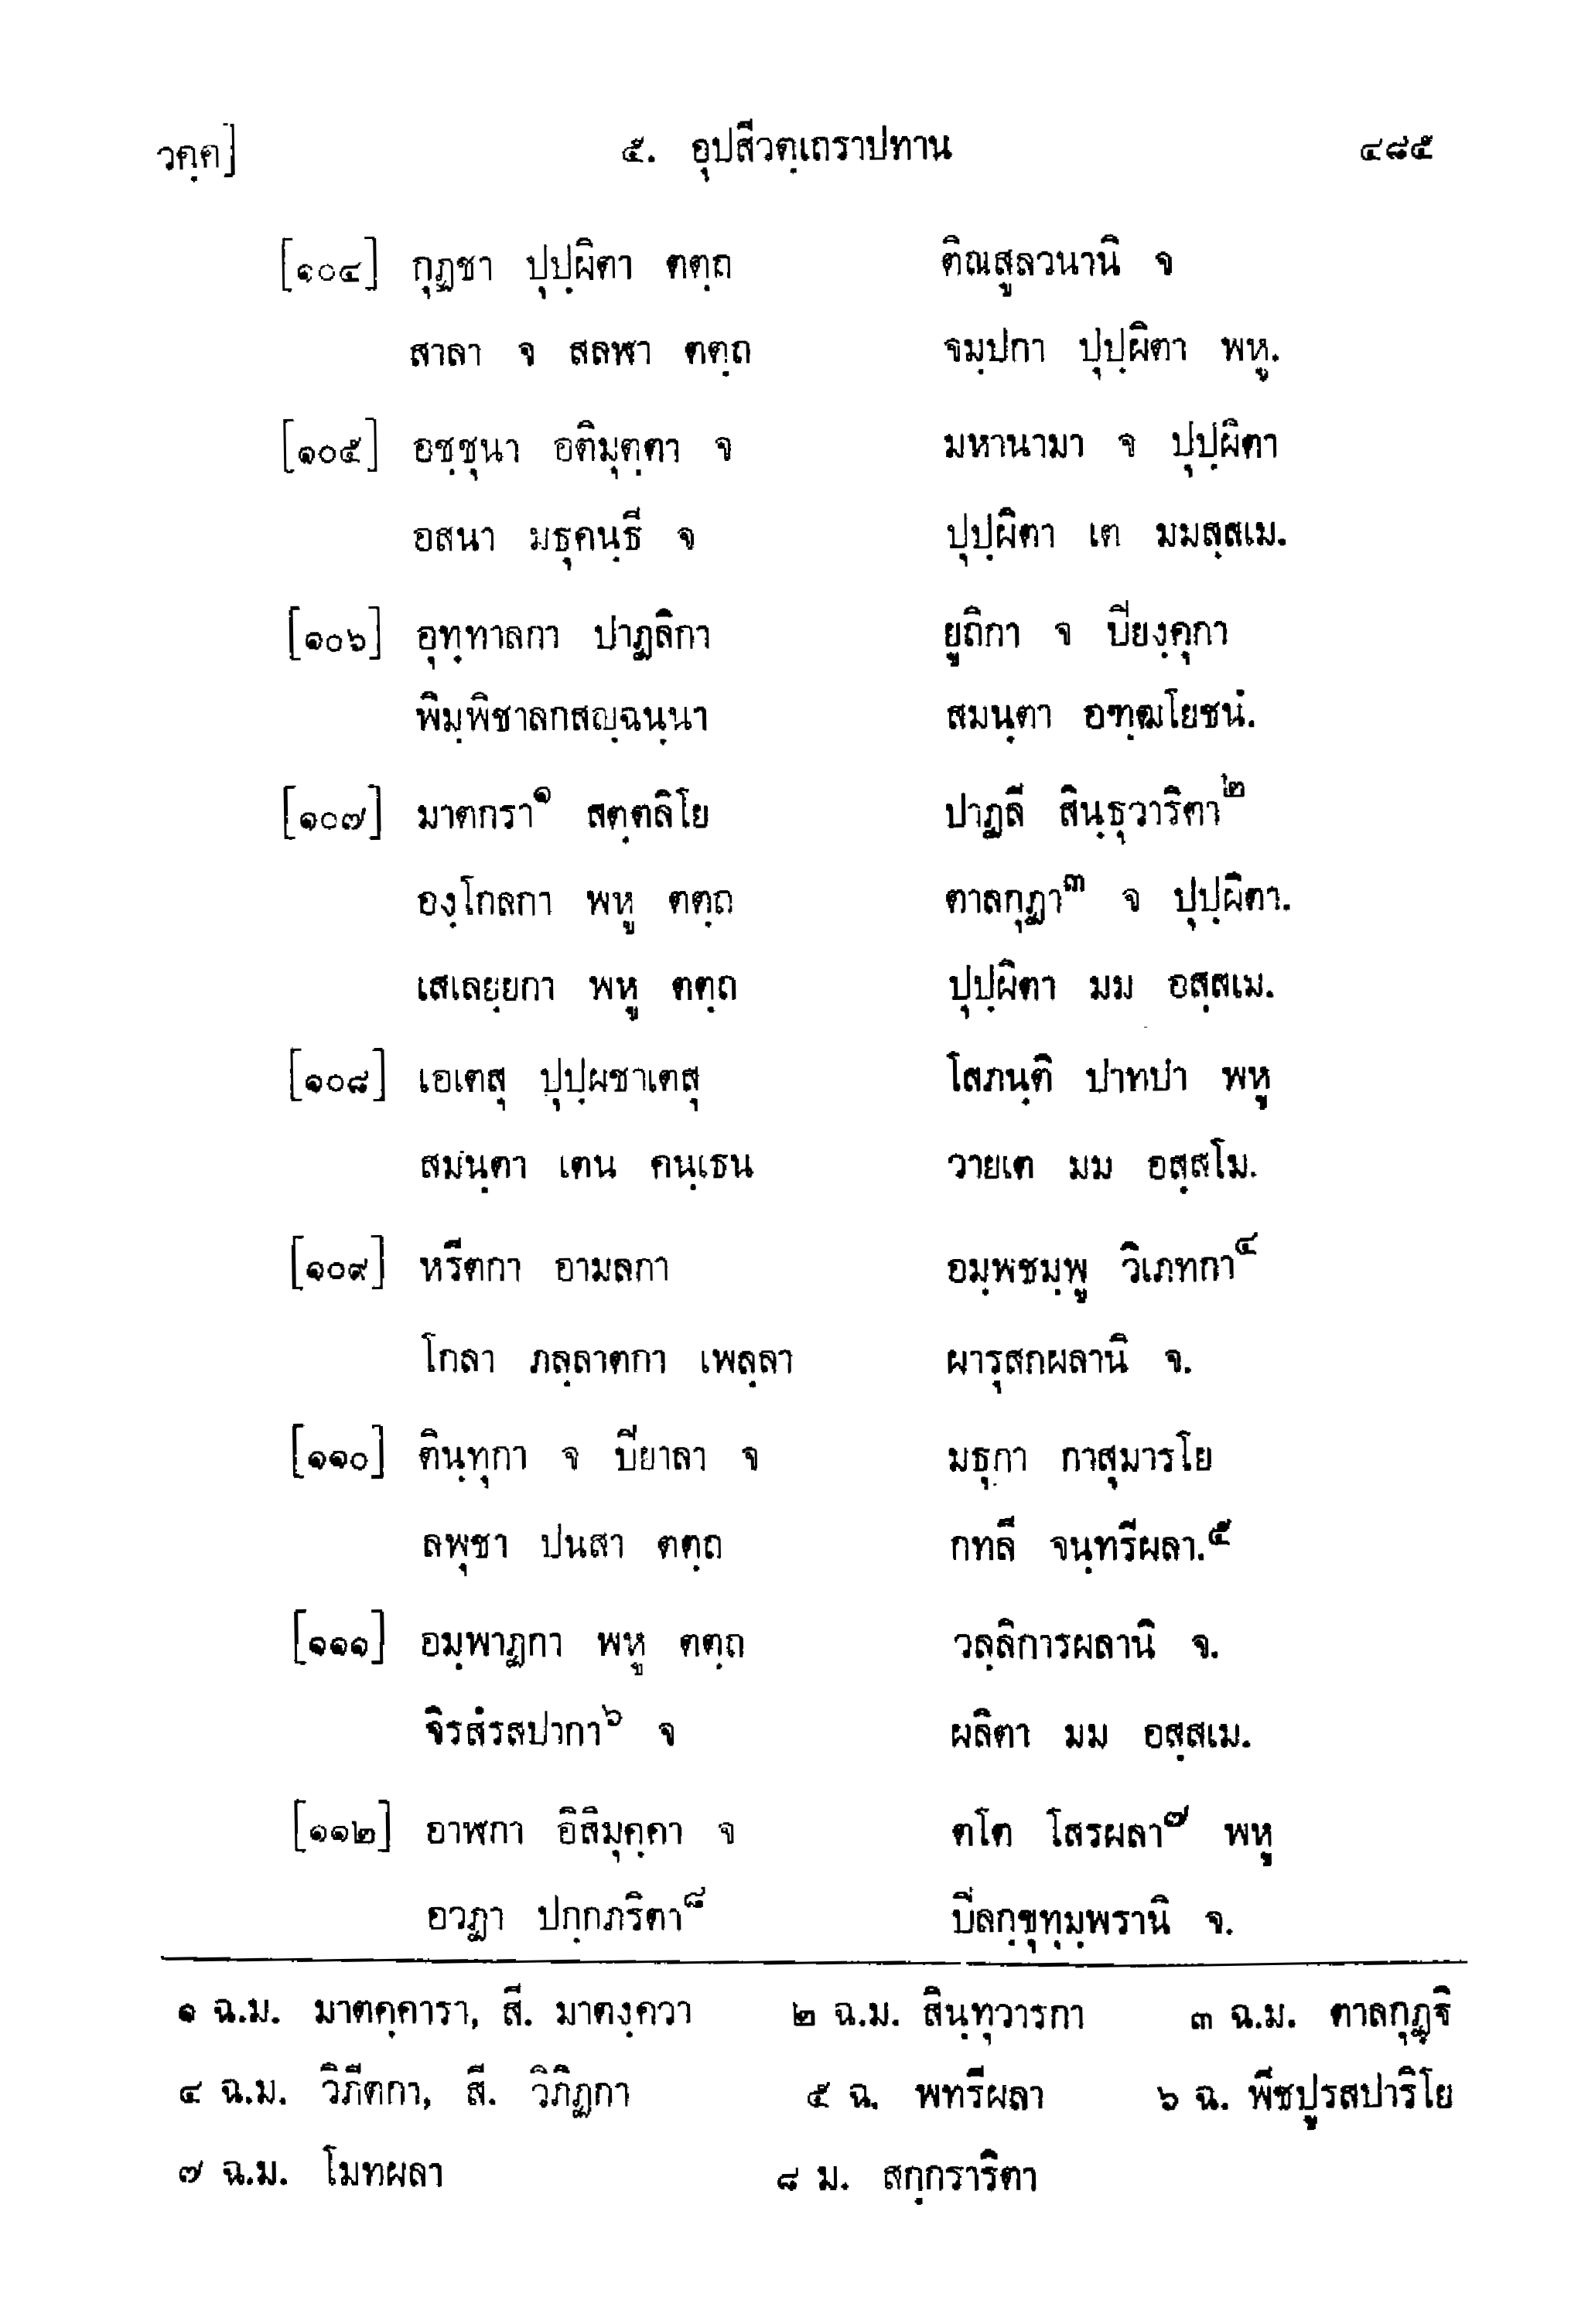 วคฺค] ๕. อุปสีวตฺเถราปทาน ๔๘๕
[๑๐๔] กุฏชา ปุปฺผิตา ตตฺถ ติณสูลวนานิ จ
สาลา จ สลฬา ตตฺถ จมฺปกา ปุปฺผิตา พหู.
[๑๐๕] อชฺชุนา อติมุตฺตา จ มหานามา จ ปุปฺผิตา
อสนา มธุคนฺธี จ ปุปฺผิตา เต มมสฺสเม.
[๑๐๖] อุทฺทาลกา ปาฏลิกา ยูถิกา จ ปิยงฺคุกา
พิมฺพิชาลกสญฺฉนฺนา สมนฺตา อฑฺฒโยชนํ.
[๑๐๗] มาตกรา๑ สตฺตลิโย ปาฏลี สินฺธุวาริตา๒
องฺโกลกา พหู ตตฺถ ตาลกุฏา๓ จ ปุปฺผิตา.
เสเลยฺยกา พหู ตตฺถ ปุปฺผิตา มม อสฺสเม.
[๑๐๘] เอเตสุ ปุปฺผชาเตสุ โสภนฺติ ปาทปา พหู
สมนฺตา เตน คนฺเธน วายเต มม อสฺสโม.
[๑๐๙] หรีตกา อามลกา อมฺพชมฺพู วิเภทกา๔
โกลา ภลฺลาตกา เพลฺลา ผารุสกผลานิ จ.
[๑๑๐] ตินฺทุกา จ ปิยาลา จ มธุกา กาสุมารโย
ลพุชา ปนสา ตตฺถ กทลี จนฺทรีผลา.๕
[๑๑๑] อมฺพาฏกา พหู ตตฺถ วลฺลิการผลานิ จ.
จิรสํรสปากา๖ จ ผลิตา มม อสฺสเม.
[๑๑๒] อาฬกา อิสิมุคฺคา จ ตโต โสรผลา๗ พหู
อวฏา ปกฺกภริตา๘ ปิลกฺขุทุมฺพรานิ จ.
๑ ฉ.ม. มาตคฺคารา, สี. มาตงฺควา ๒ ฉ.ม. สินฺทุวารกา ๓ ฉ.ม. ตาลกุฏฺฐิ
๔ ฉ.ม. วิภีตกา, สี. วิภิฏกา ๕ ฉ. พทรีผลา ๖ ฉ. พีชปูรสปาริโย
๗ ฉ.ม. โมทผลา ๘ ม. สกฺกราริตา